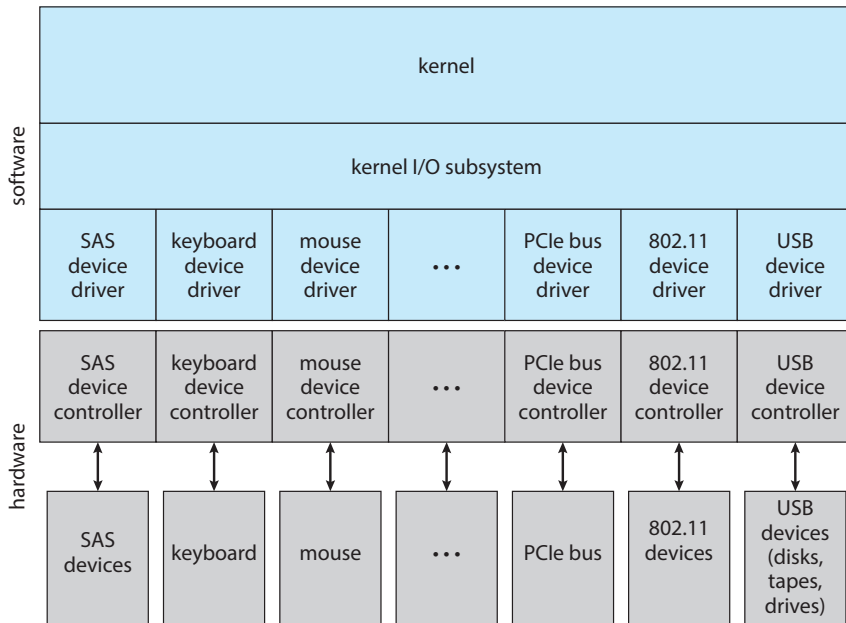 software
kernel
kernel I/O subsystem
SAS
device
driver
keyboard
device
driver
mouse
device
driver
•••
PCIe bus
device
driver
802.11
device
driver
USB
device
driver
hardware
SAS
device
controller
keyboard
device
controller
mouse
device
controller
•••
PCIe bus
device
controller
802.11
device
controller
USB
device
controller
SAS
devices
keyboard
mouse
•••
PCIe bus
802.11
devices
USB
devices
(disks,
tapes,
drives)